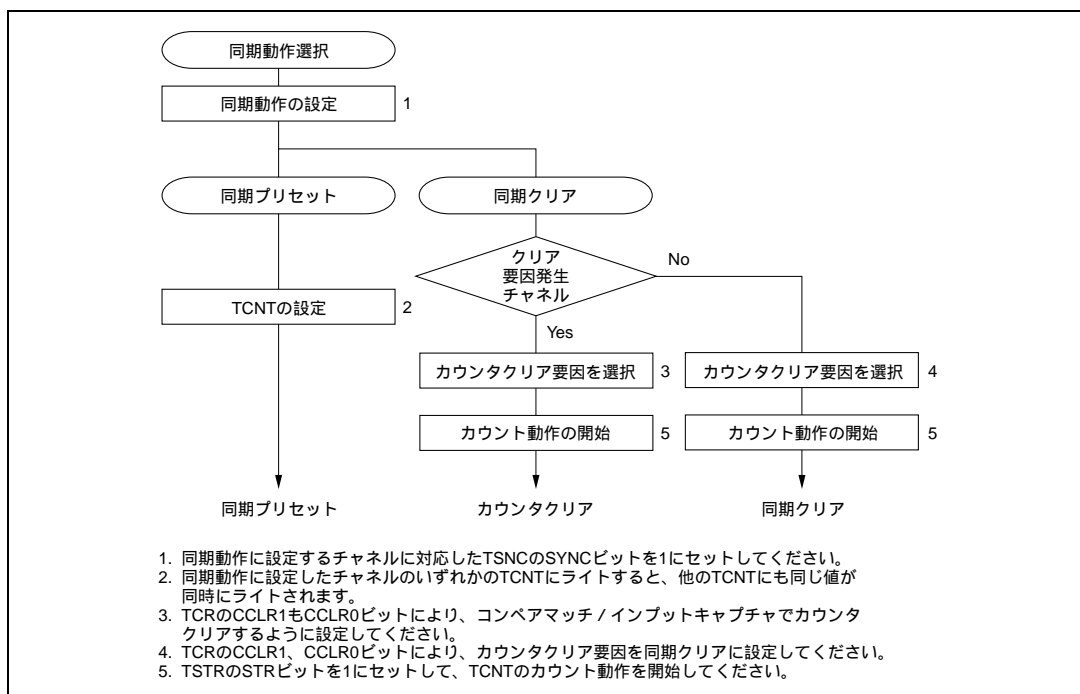 同期動作選択
同期動作の設定 1
同期プリセット 同期クリア
クリア
要因発生
チャネル
No
TCNTの設定 2
Yes
カウンタクリア要因を選択 3 カウンタクリア要因を選択 4
カウント動作の開始 5 カウント動作の開始 5
同期プリセット カウンタクリア 同期クリア
1. 同期動作に設定するチャネルに対応したTSNCのSYNCビットを1にセットしてください。
2. 同期動作に設定したチャネルのいずれかのTCNTにライトすると、他のTCNTにも同じ値が
同時にライトされます。
3. TCRのCCLR1もCCLR0ビットにより、コンペアマッチ / インプットキャプチャでカウンタ
クリアするように設定してください。
4. TCRのCCLR1、CCLR0ビットにより、カウンタクリア要因を同期クリアに設定してください。
5. TSTRのSTRビットを1にセットして、TCNTのカウント動作を開始してください。